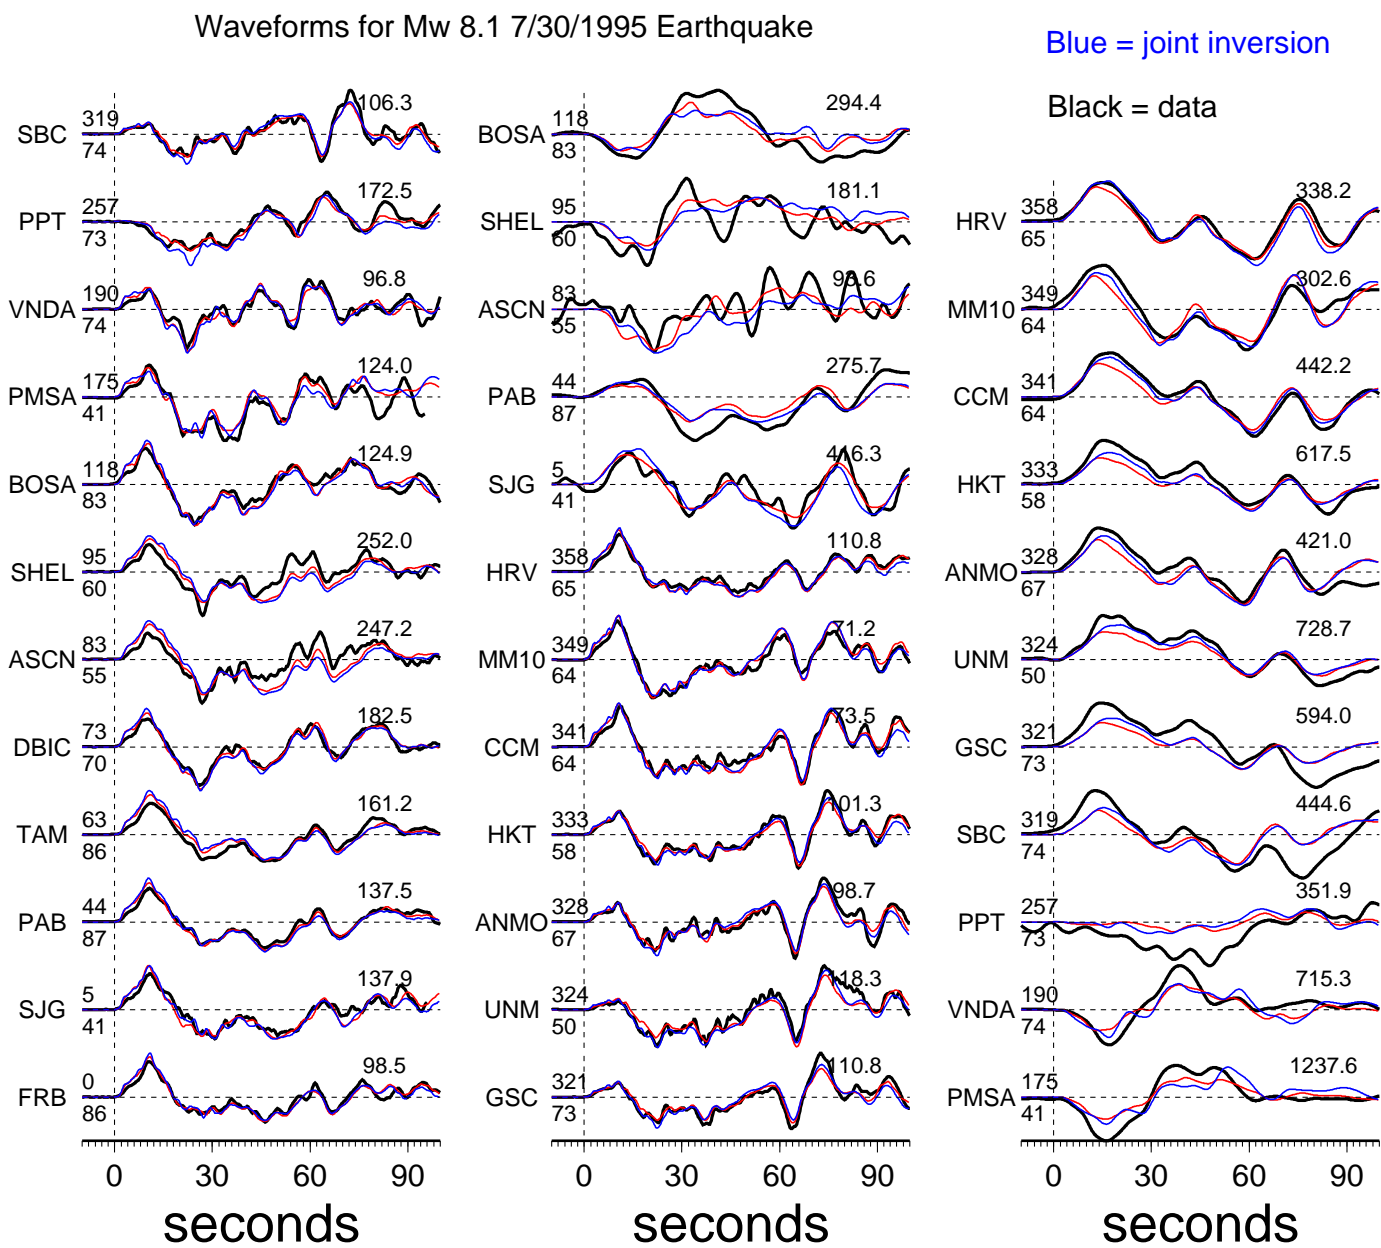 Waveforms for Mw 8.1 7/30/1995 Earthquake
Blue = joint inversion
Black = data
SBC 319 74 106.3
PPT 257 73 172.5
VNDA 190 74 96.8
PMSA 175 41 124.0
BOSA 118 83 124.9
SHEL 95 60 252.0
ASCN 83 55 247.2
DBIC 73 70 182.5
TAM 63 86 161.2
PAB 44 87 137.5
SJG 5 41 137.9
FRB 0 86 98.5
0 30 60 90
seconds
BOSA 118 83 294.4
SHEL 95 60 181.1
ASCN 83 55 93.6
PAB 44 87 275.7
SJG 5 41 416.3
HRV 358 65 110.8
MM10 349 64 71.2
CCM 341 64 73.5
HKT 333 58 101.3
ANMO 328 67 98.7
UNM 324 50 118.3
GSC 321 73 110.8
0 30 60 90
seconds
HRV 358 65 338.2
MM10 349 64 302.6
CCM 341 64 442.2
HKT 333 58 617.5
ANMO 328 67 421.0
UNM 324 50 728.7
GSC 321 73 594.0
SBC 319 74 444.6
PPT 257 73 351.9
VNDA 190 74 715.3
PMSA 175 41 1237.6
0 30 60 90
seconds